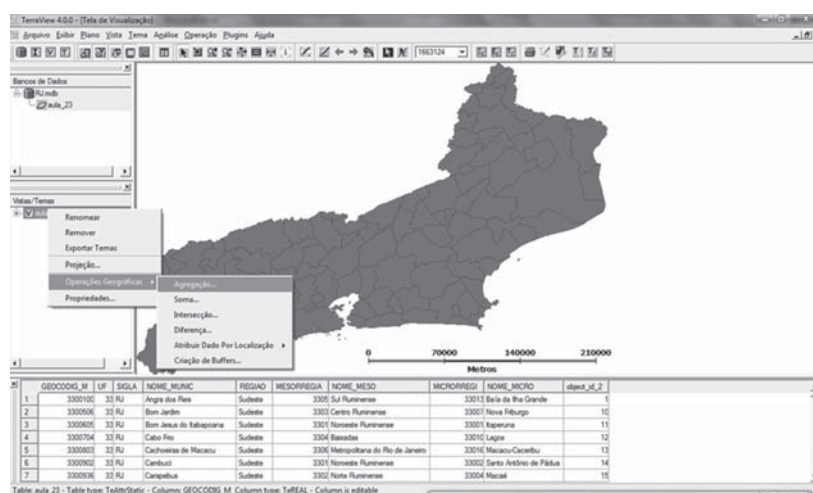 TerraView 4.0.0 - [Tela de Visualização]
Arquivo Exibir Plano Vista Tema Análise Operação Plugins Ajuda
1663124
Bancos de Dados
RJ.mdb
aula_23
Vistas/Temas
Renomear
Remover
Exportar Temas
Projeção...
Operações Geográficas
Propriedades...
Agregação...
Soma...
Intersecção...
Diferença...
Atribuir Dado Por Localização
Criação de Buffers...
0 70000 140000 210000
Metros
GEOCODIG_M UF SIGLA NOME_MUNIC REGIAO MESORREGIA NOME_MESO MICRORREGI NOME_MICRO object_id_2
1 3300100 33 RJ Angra dos Reis Sudeste 3305 Sul Fluminense 33013 Baía da Ilha Grande 1
2 3300506 33 RJ Bom Jardim Sudeste 3303 Centro Fluminense 33007 Nova Friburgo 10
3 3300605 33 RJ Bom Jesus do Itabapoana Sudeste 3301 Noroeste Fluminense 33001 Itaperuna 11
4 3300704 33 RJ Cabo Frio Sudeste 3304 Baixadas 33010 Lagos 12
5 3300803 33 RJ Cachoeiras de Macacu Sudeste 3306 Metropolitana do Rio de Janeiro 33016 Macacu-Caceribu 13
6 3300902 33 RJ Cambuci Sudeste 3301 Noroeste Fluminense 33002 Santo Antônio de Pádua 14
7 3300936 33 RJ Carapebus Sudeste 3302 Norte Fluminense 33004 Macaé 15
Table: aula_23 - Table type: TeAttrStatic - Column: GEOCODIG_M Column type: TeREAL - Column is editable